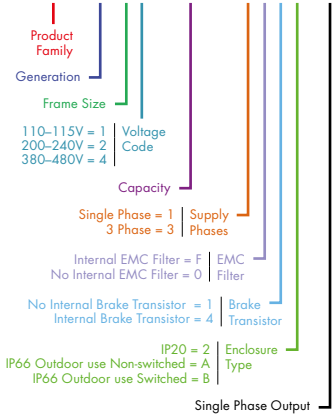 Product
Family
Generation
Frame Size
110–115V = 1
200–240V = 2
380–480V = 4
Voltage
Code
Capacity
Single Phase = 1
3 Phase = 3
Supply
Phases
Internal EMC Filter = F
No Internal EMC Filter = 0
EMC
Filter
No Internal Brake Transistor = 1
Internal Brake Transistor = 4
Brake
Transistor
IP20 = 2
IP66 Outdoor use Non-switched = A
IP66 Outdoor use Switched = B
Enclosure
Type
Single Phase Output